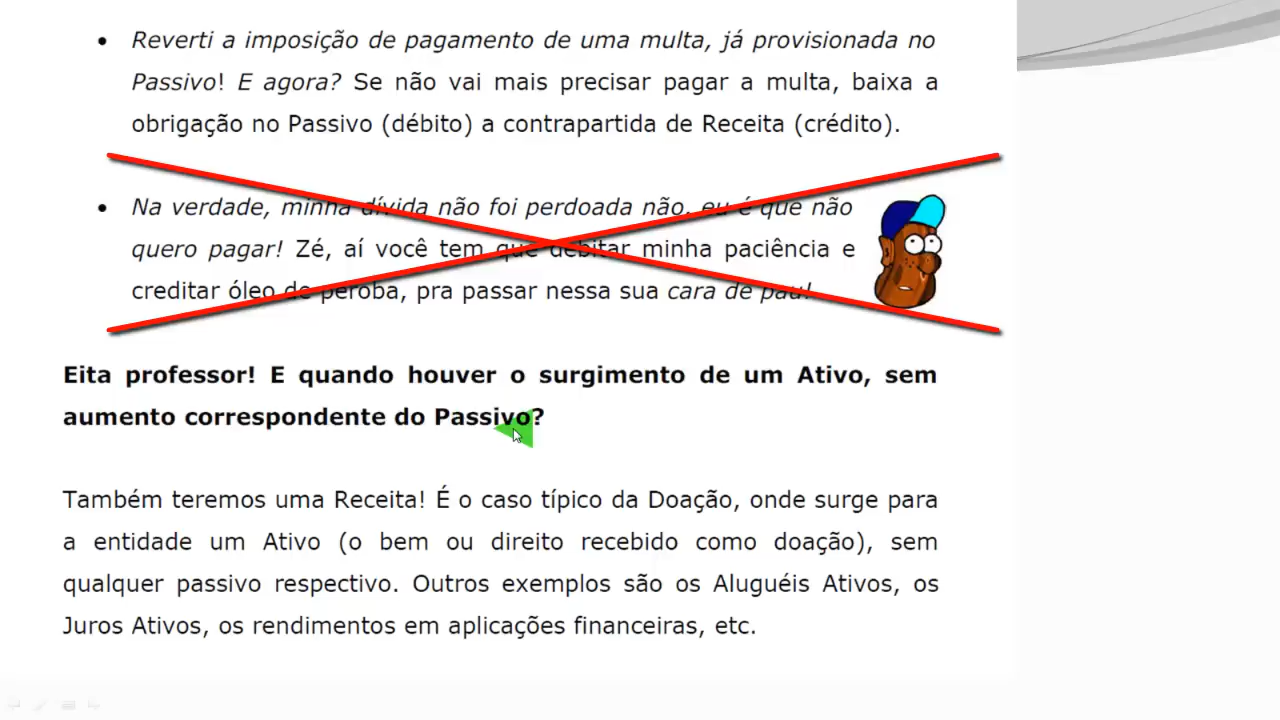 • Reverti a imposição de pagamento de uma multa, já provisionada no
Passivo! E agora? Se não vai mais precisar pagar a multa, baixa a
obrigação no Passivo (débito) a contrapartida de Receita (crédito).
• Na verdade, minha dívida não foi perdoada não, eu é que não
quero pagar! Zé, aí você tem que debitar minha paciência e
creditar óleo de peroba, pra passar nessa sua cara de pau!
Eita professor! E quando houver o surgimento de um Ativo, sem
aumento correspondente do Passivo?
Também teremos uma Receita! É o caso típico da Doação, onde surge para
a entidade um Ativo (o bem ou direito recebido como doação), sem
qualquer passivo respectivo. Outros exemplos são os Aluguéis Ativos, os
Juros Ativos, os rendimentos em aplicações financeiras, etc.